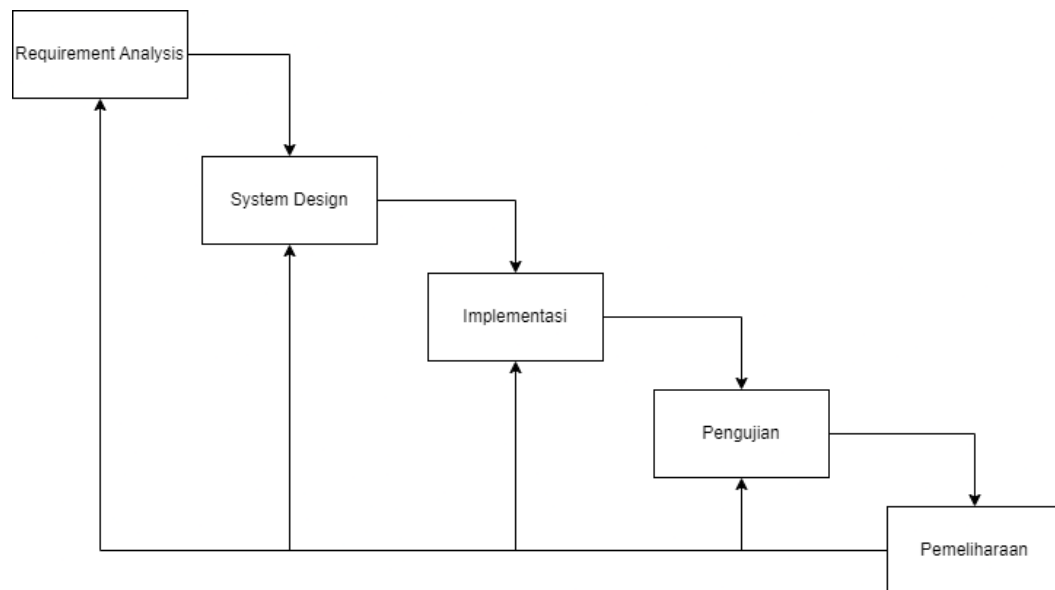 Requirement Analysis
System Design
Implementasi
Pengujian
Pemeliharaan